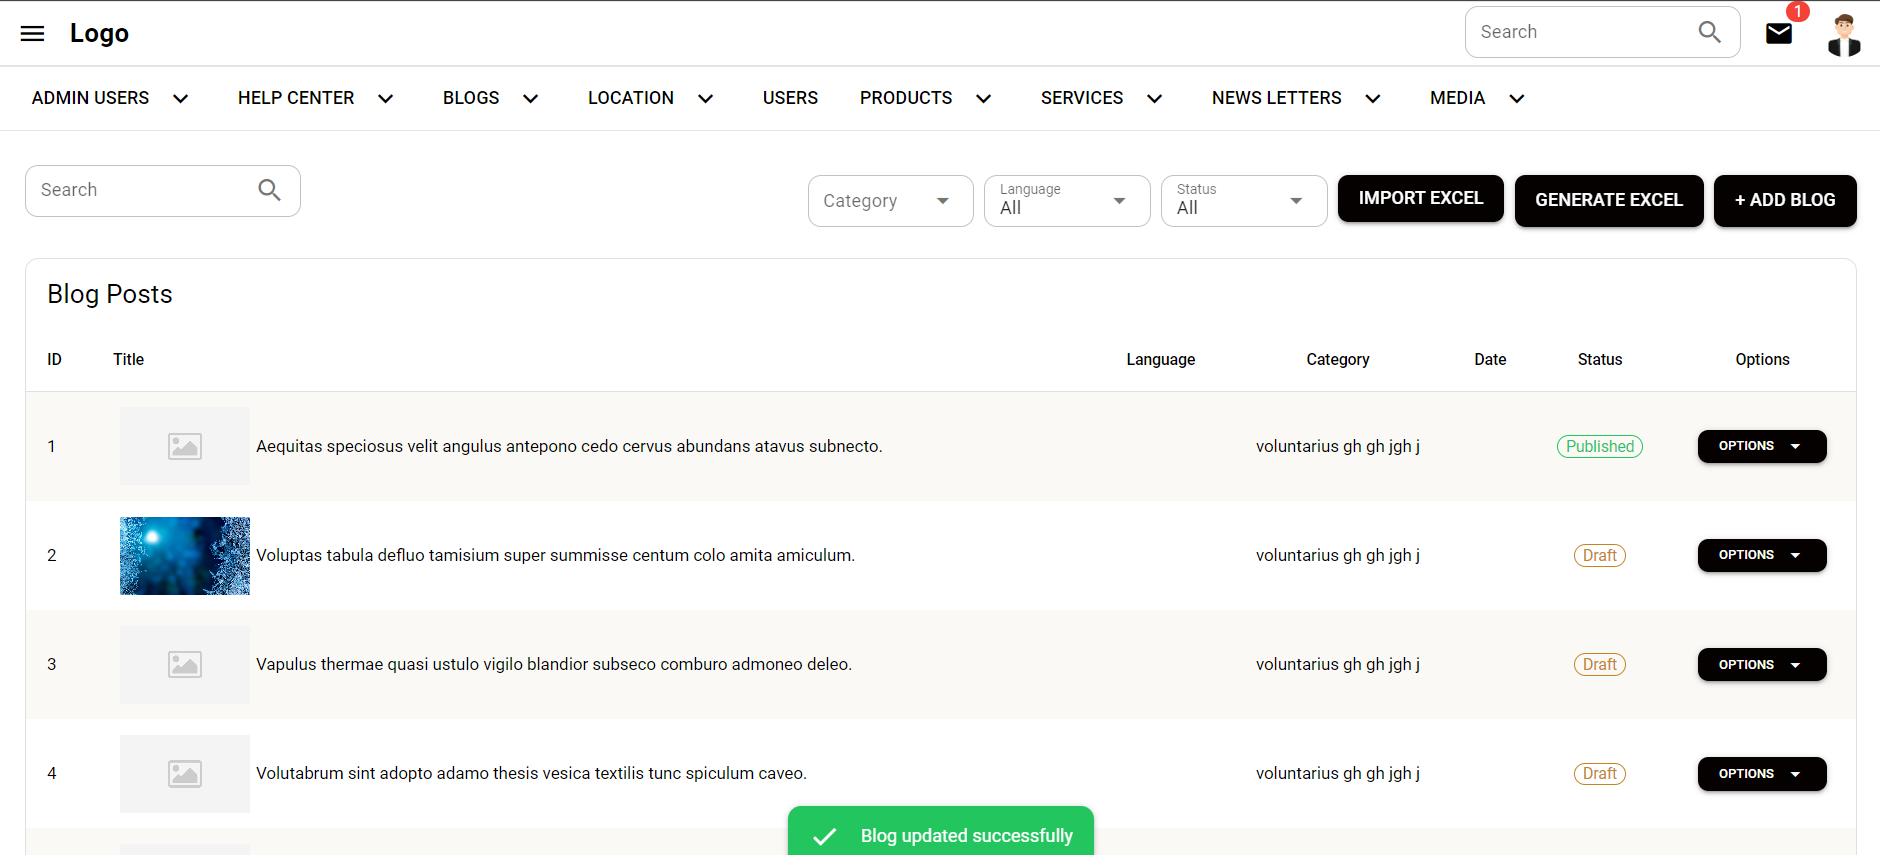 Logo
Search
1
ADMIN USERS HELP CENTER BLOGS LOCATION USERS PRODUCTS SERVICES NEWS LETTERS MEDIA
Search
Category
Language
All
Status
All
IMPORT EXCEL
GENERATE EXCEL
+ ADD BLOG
Blog Posts
ID Title Language Category Date Status Options
1 Aequitas speciosus velit angulus antepono cedo cervus abundans atavus subnecto. voluntarius gh gh jgh j Published OPTIONS
2 Voluptas tabula defluo tamisium super summisse centum colo amita amiculum. voluntarius gh gh jgh j Draft OPTIONS
3 Vapulus thermae quasi ustulo vigilo blandior subseco comburo admoneo deleo. voluntarius gh gh jgh j Draft OPTIONS
4 Volutabrum sint adopto adamo thesis vesica textilis tunc spiculum caveo. voluntarius gh gh jgh j Draft OPTIONS
Blog updated successfully